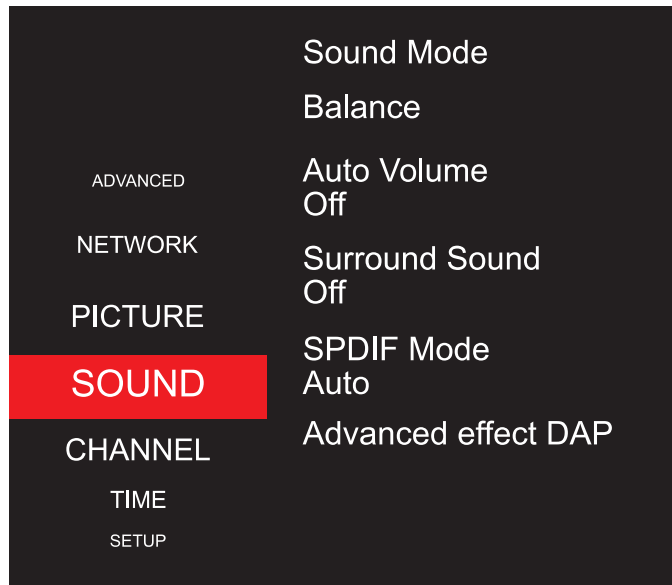 ADVANCED
NETWORK
PICTURE
SOUND
CHANNEL
TIME
SETUP
Sound Mode
Balance
Auto Volume
Off
Surround Sound
Off
SPDIF Mode
Auto
Advanced effect DAP